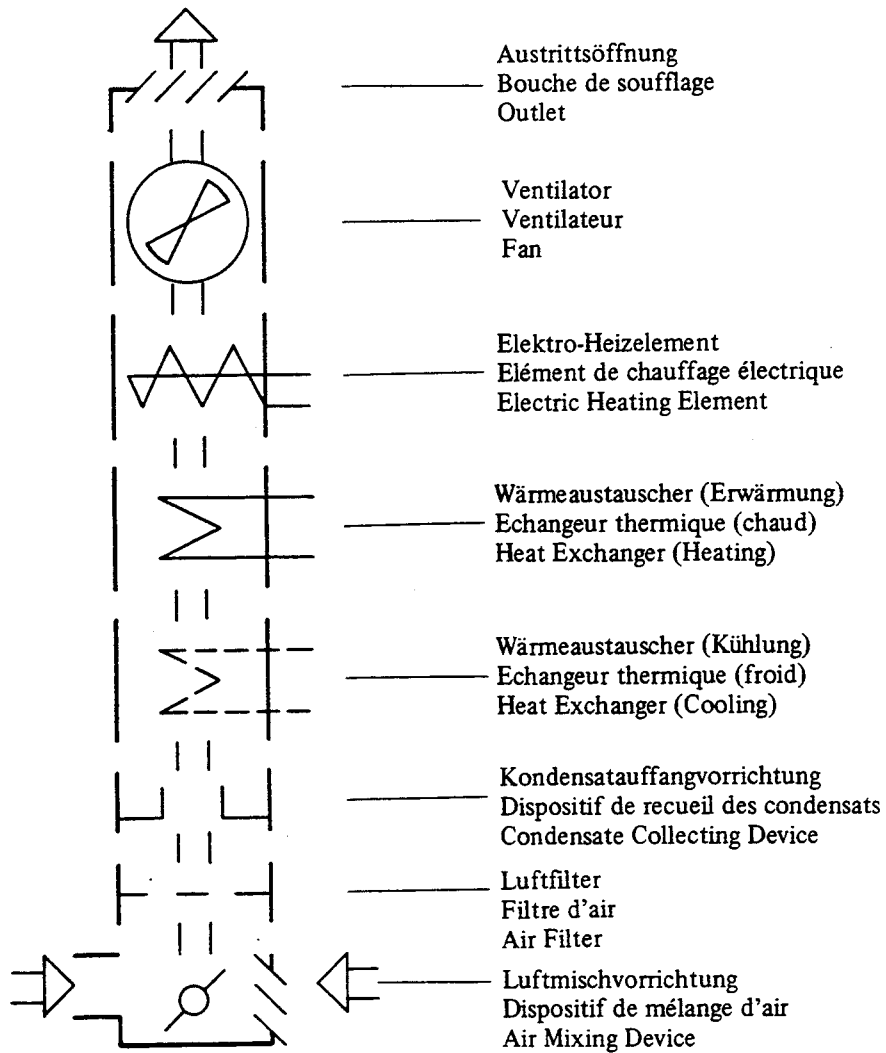 Austrittsöffnung
Bouche de soufflage
Outlet
Ventilator
Ventilateur
Fan
Elektro-Heizelement
Elément de chauffage électrique
Electric Heating Element
Wärmeaustauscher (Erwärmung)
Echangeur thermique (chaud)
Heat Exchanger (Heating)
Wärmeaustauscher (Kühlung)
Echangeur thermique (froid)
Heat Exchanger (Cooling)
Kondensatauffangvorrichtung
Dispositif de recueil des condensats
Condensate Collecting Device
Luftfilter
Filtre d'air
Air Filter
Luftmischvorrichtung
Dispositif de mélange d'air
Air Mixing Device